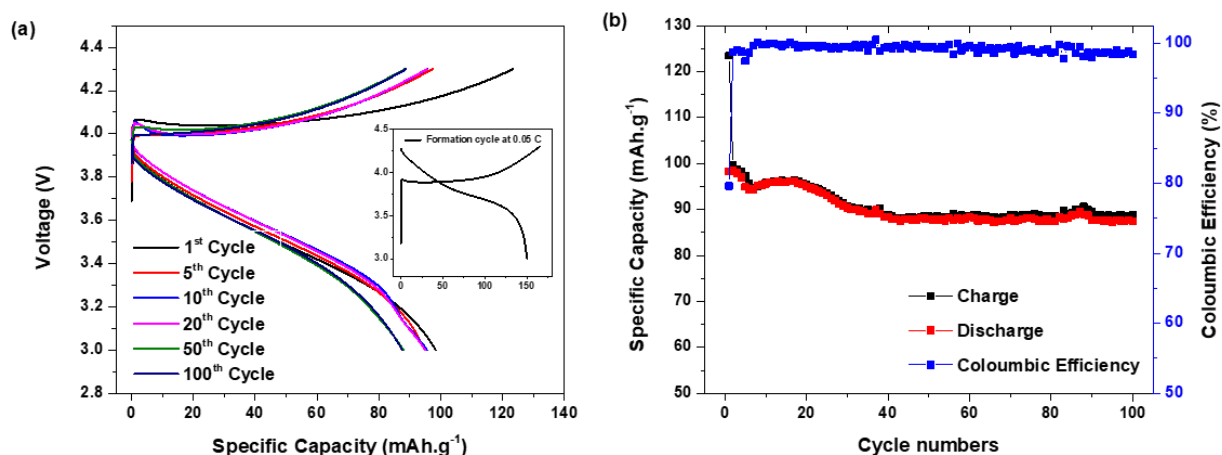 (a)
4.4
4.2
4.0
3.8
3.6
3.4
3.2
3.0
2.8
Voltage (V)
0 20 40 60 80 100 120 140
Specific Capacity (mAh.g-1)
1st Cycle
5th Cycle
10th Cycle
20th Cycle
50th Cycle
100th Cycle
Formation cycle at 0.05 C
4.5
4.0
3.5
3.0
0 50 100 150
(b)
130
120
110
100
90
80
70
60
50
Specific Capacity (mAh.g-1)
0 20 40 60 80 100
Cycle numbers
Charge
Discharge
Coloumbic Efficiency
100
90
80
70
60
50
Coloumbic Efficiency (%)